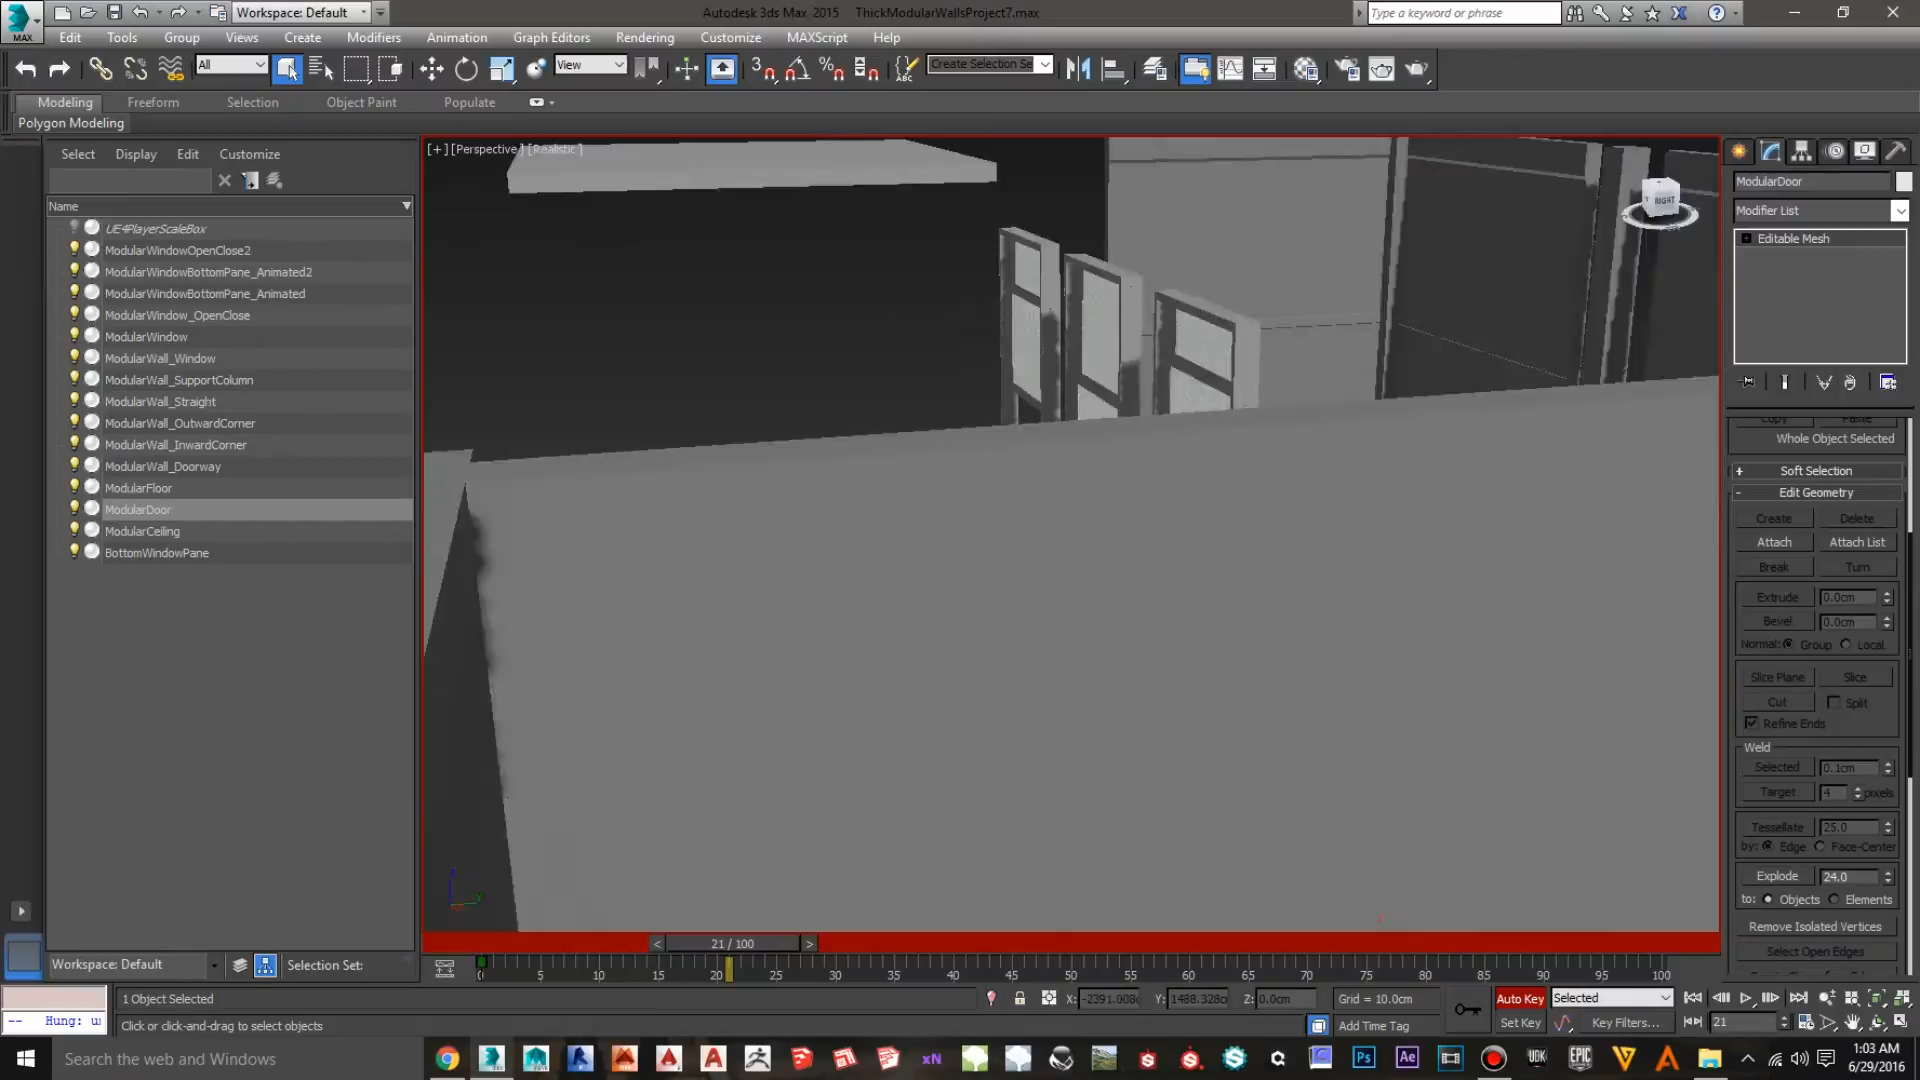 Workspace: Default
Autodesk 3ds Max 2015 ThickModularWallsProject7.max
Type a keyword or phrase
MAX
Edit Tools Group Views Create Modifiers Animation Graph Editors Rendering Customize MAXScript Help
All
View
Create Selection Se
Modeling Freeform Selection Object Paint Populate
Polygon Modeling
Select Display Edit Customize
[+] [Perspective] [Realistic]
Name
UE4PlayerScaleBox
ModularWindowOpenClose2
ModularWindowBottomPane_Animated2
ModularWindowBottomPane_Animated
ModularWindow_OpenClose
ModularWindow
ModularWall_Window
ModularWall_SupportColumn
ModularWall_Straight
ModularWall_OutwardCorner
ModularWall_InwardCorner
ModularWall_Doorway
ModularFloor
ModularDoor
ModularCeiling
BottomWindowPane
RIGHT
ModularDoor
Modifier List
Editable Mesh
Copy Paste
Whole Object Selected
+ Soft Selection
- Edit Geometry
Create Delete
Attach Attach List
Break Turn
Extrude 0.0cm
Bevel 0.0cm
Normal: Group Local
Slice Plane Slice
Cut Split
Refine Ends
Weld
Selected 0.1cm
Target 4 pixels
Tessellate 25.0
by: Edge Face-Center
Explode 24.0
to: Objects Elements
Remove Isolated Vertices
Select Open Edges
< 21 / 100 >
Workspace: Default
Selection Set:
0 5 10 15 20 25 30 35 40 45 50 55 60 65 70 75 80 85 90 95 100
1 Object Selected
X: -2391.008c Y: 1488.328c Z: 0.0cm
Grid = 10.0cm
Auto Key Selected
-- Hung: u
Click or click-and-drag to select objects
Add Time Tag
Set Key Key Filters...
21
Search the web and Windows
1:03 AM
6/29/2016